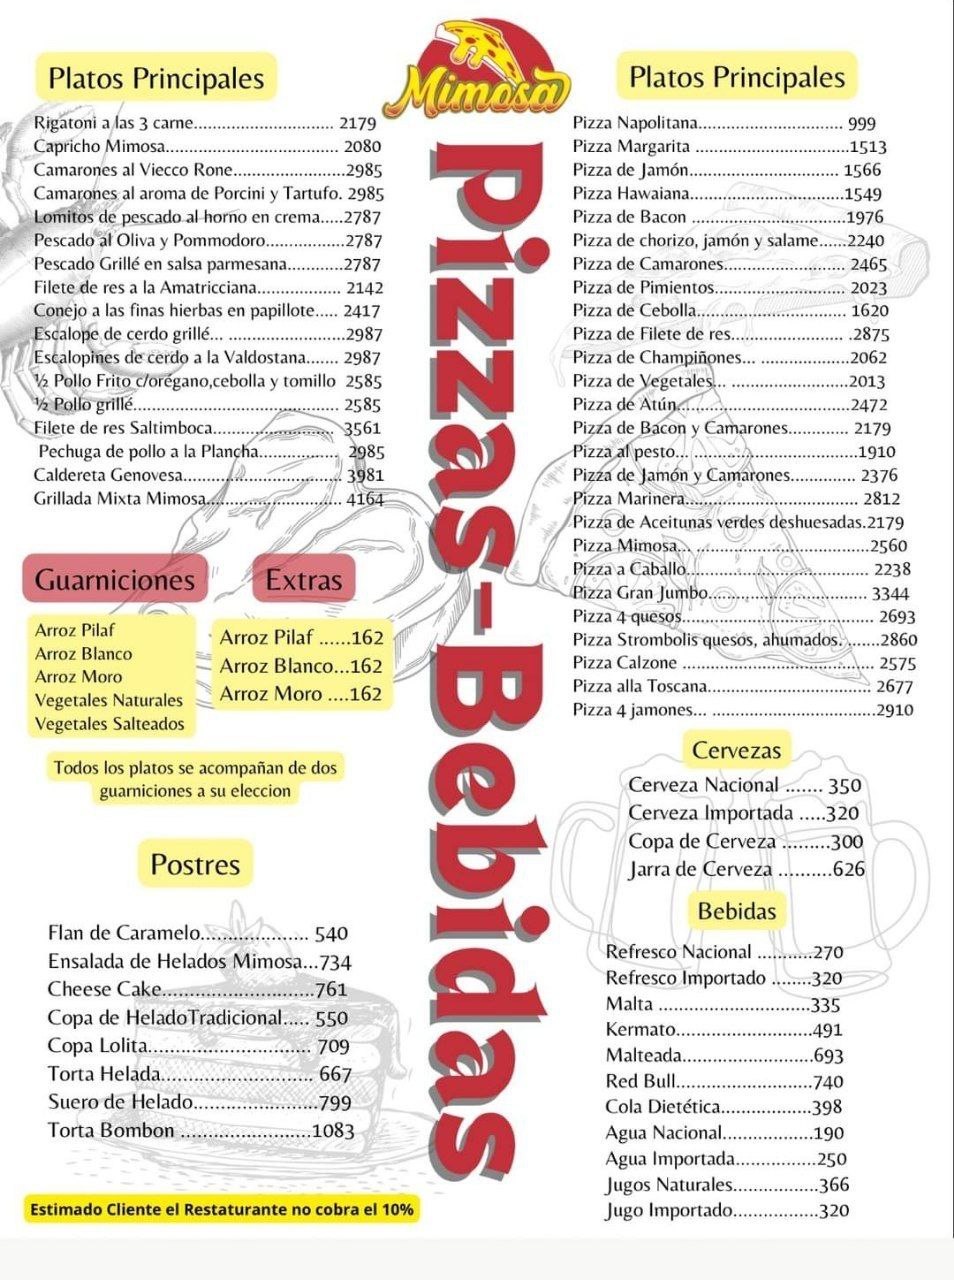 Mimosa
Pizzas-Bebidas
Platos Principales
Rigatoni a las 3 carne................................ 2179
Capricho Mimosa........................................ 2080
Camarones al Viecco Rone..........................2985
Camarones al aroma de Porcini y Tartufo. 2985
Lomitos de pescado al horno en crema.....2787
Pescado al Oliva y Pommodoro..................2787
Pescado Grillé en salsa parmesana.............2787
Filete de res a la Amatricciana................... 2142
Conejo a las finas hierbas en papillote..... 2417
Escalope de cerdo grillé... ...........................2987
Escalopines de cerdo a la Valdostana....... 2987
½ Pollo Frito c/orégano,cebolla y tomillo 2585
½ Pollo grillé............................................... 2585
Filete de res Saltimboca............................ 3561
Pechuga de pollo a la Plancha.................. 2985
Caldereta Genovesa.................................... 3981
Grillada Mixta Mimosa............................... 4164
Guarniciones
Arroz Pilaf
Arroz Blanco
Arroz Moro
Vegetales Naturales
Vegetales Salteados
Extras
Arroz Pilaf ......162
Arroz Blanco...162
Arroz Moro ....162
Todos los platos se acompañan de dos
guarniciones a su eleccion
Postres
Flan de Caramelo.................... 540
Ensalada de Helados Mimosa...734
Cheese Cake.............................761
Copa de HeladoTradicional..... 550
Copa Lolita.............................. 709
Torta Helada............................ 667
Suero de Helado.......................799
Torta Bombon ........................1083
Estimado Cliente el Restaturante no cobra el 10%
Platos Principales
Pizza Napolitana................................. 999
Pizza Margarita ...................................1513
Pizza de Jamón.................................. 1566
Pizza Hawaiana...................................1549
Pizza de Bacon ....................................1976
Pizza de chorizo, jamón y salame......2240
Pizza de Camarones............................ 2465
Pizza de Pimientos.............................. 2023
Pizza de Cebolla.................................. 1620
Pizza de Filete de res.......................... .2875
Pizza de Champiñones... ....................2062
Pizza de Vegetales... ...........................2013
Pizza de Atún.......................................2472
Pizza de Bacon y Camarones............. 2179
Pizza al pesto... ...................................1910
Pizza de Jamón y Camarones................ 2376
Pizza Marinera..................................... 2812
Pizza de Aceitunas verdes deshuesadas.2179
Pizza Mimosa... .......................................2560
Pizza a Caballo......................................... 2238
Pizza Gran Jumbo.................................... 3344
Pizza 4 quesos........................................... 2693
Pizza Strombolis quesos, ahumados. .......2860
Pizza Calzone ........................................... 2575
Pizza alla Toscana..................................... 2677
Pizza 4 jamones... .....................................2910
Cervezas
Cerveza Nacional ....... 350
Cerveza Importada .....320
Copa de Cerveza .........300
Jarra de Cerveza ..........626
Bebidas
Refresco Nacional ...........270
Refresco Importado ........320
Malta .................................335
Kermato..............................491
Malteada.............................693
Red Bull..............................740
Cola Dietética....................398
Agua Nacional..................190
Agua Importada................250
Jugos Naturales...................366
Jugo Importado.................320